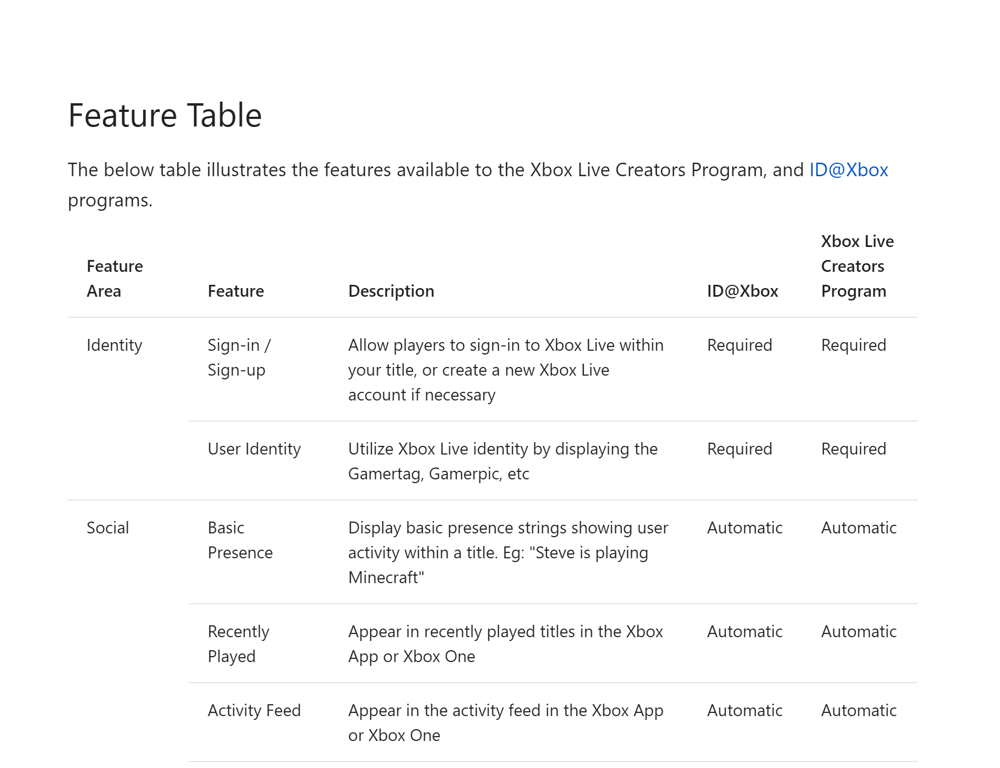 Feature Table
The below table illustrates the features available to the Xbox Live Creators Program, and ID@Xbox
programs.
Feature
Area
Feature
Description
ID@Xbox
Xbox Live
Creators
Program
Identity
Sign-in /
Sign-up
Allow players to sign-in to Xbox Live within
your title, or create a new Xbox Live
account if necessary
Required
Required
User Identity
Utilize Xbox Live identity by displaying the
Gamertag, Gamerpic, etc
Required
Required
Social
Basic
Presence
Display basic presence strings showing user
activity within a title. Eg: "Steve is playing
Minecraft"
Automatic
Automatic
Recently
Played
Appear in recently played titles in the Xbox
App or Xbox One
Automatic
Automatic
Activity Feed
Appear in the activity feed in the Xbox App
or Xbox One
Automatic
Automatic